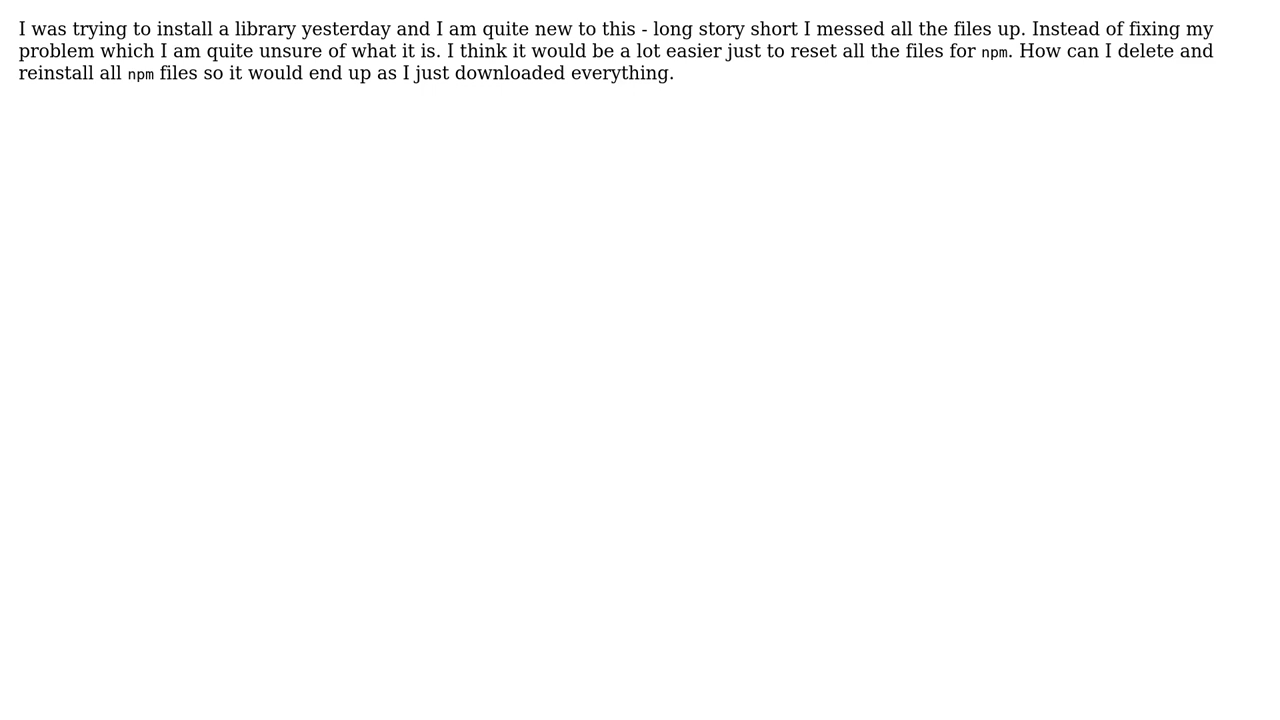 I was trying to install a library yesterday and I am quite new to this - long story short I messed all the files up. Instead of fixing my
problem which I am quite unsure of what it is. I think it would be a lot easier just to reset all the files for npm. How can I delete and
reinstall all npm files so it would end up as I just downloaded everything.